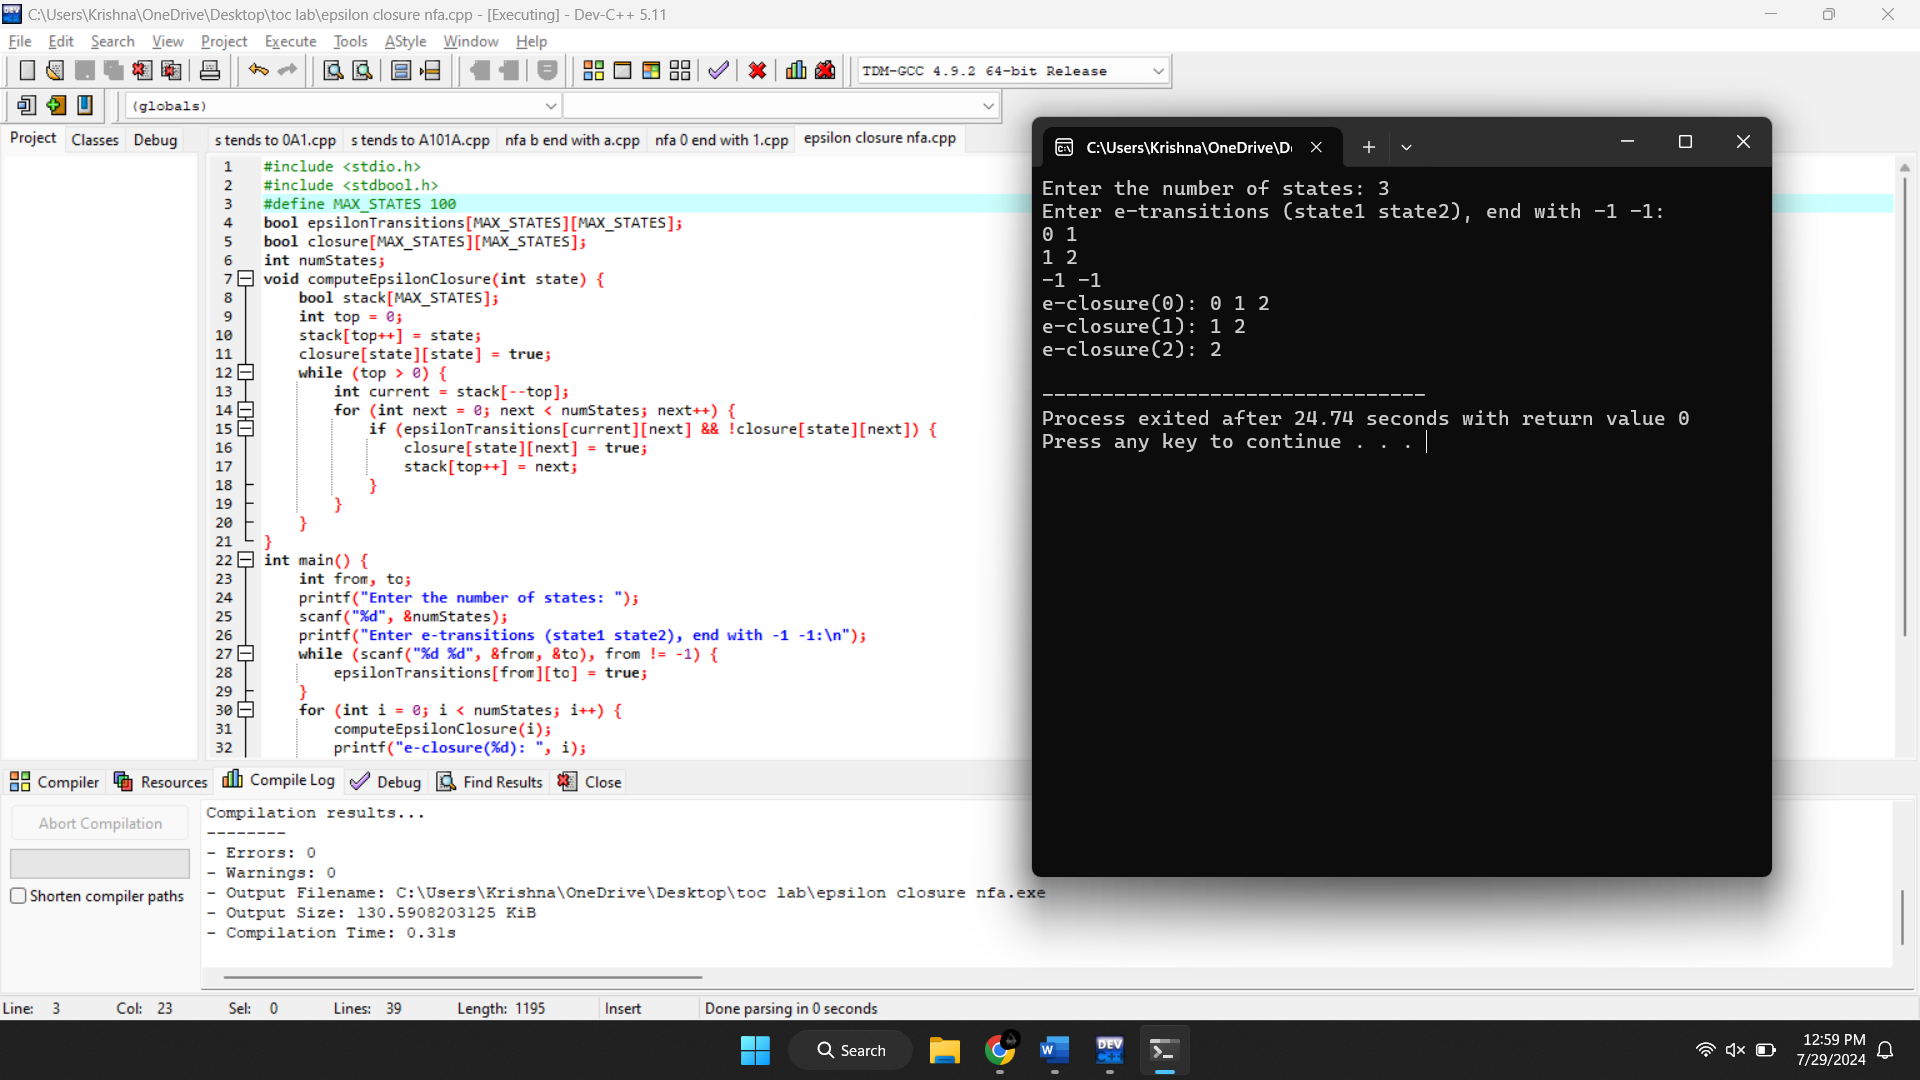 C:\Users\Krishna\OneDrive\Desktop\toc lab\epsilon closure nfa.cpp - [Executing] - Dev-C++ 5.11
File Edit Search View Project Execute Tools AStyle Window Help
TDM-GCC 4.9.2 64-bit Release
(globals)
Project Classes Debug
s tends to 0A1.cpp s tends to A101A.cpp nfa b end with a.cpp nfa 0 end with 1.cpp epsilon closure nfa.cpp
1 #include <stdio.h>
2 #include <stdbool.h>
3 #define MAX_STATES 100
4 bool epsilonTransitions[MAX_STATES][MAX_STATES];
5 bool closure[MAX_STATES][MAX_STATES];
6 int numStates;
7 void computeEpsilonClosure(int state) {
8 bool stack[MAX_STATES];
9 int top = 0;
10 stack[top++] = state;
11 closure[state][state] = true;
12 while (top > 0) {
13 int current = stack[--top];
14 for (int next = 0; next < numStates; next++) {
15 if (epsilonTransitions[current][next] && !closure[state][next]) {
16 closure[state][next] = true;
17 stack[top++] = next;
18 }
19 }
20 }
21 }
22 int main() {
23 int from, to;
24 printf("Enter the number of states: ");
25 scanf("%d", &numStates);
26 printf("Enter e-transitions (state1 state2), end with -1 -1:\n");
27 while (scanf("%d %d", &from, &to), from != -1) {
28 epsilonTransitions[from][to] = true;
29 }
30 for (int i = 0; i < numStates; i++) {
31 computeEpsilonClosure(i);
32 printf("e-closure(%d): ", i);
C:\Users\Krishna\OneDrive\D
Enter the number of states: 3
Enter e-transitions (state1 state2), end with -1 -1:
0 1
1 2
-1 -1
e-closure(0): 0 1 2
e-closure(1): 1 2
e-closure(2): 2
--------------------------------
Process exited after 24.74 seconds with return value 0
Press any key to continue . . .
Compiler Resources Compile Log Debug Find Results Close
Abort Compilation
Shorten compiler paths
Compilation results...
--------
- Errors: 0
- Warnings: 0
- Output Filename: C:\Users\Krishna\OneDrive\Desktop\toc lab\epsilon closure nfa.exe
- Output Size: 130.5908203125 KiB
- Compilation Time: 0.31s
Line: 3 Col: 23 Sel: 0 Lines: 39 Length: 1195 Insert Done parsing in 0 seconds
Search
W
DEV
C++
12:59 PM
7/29/2024